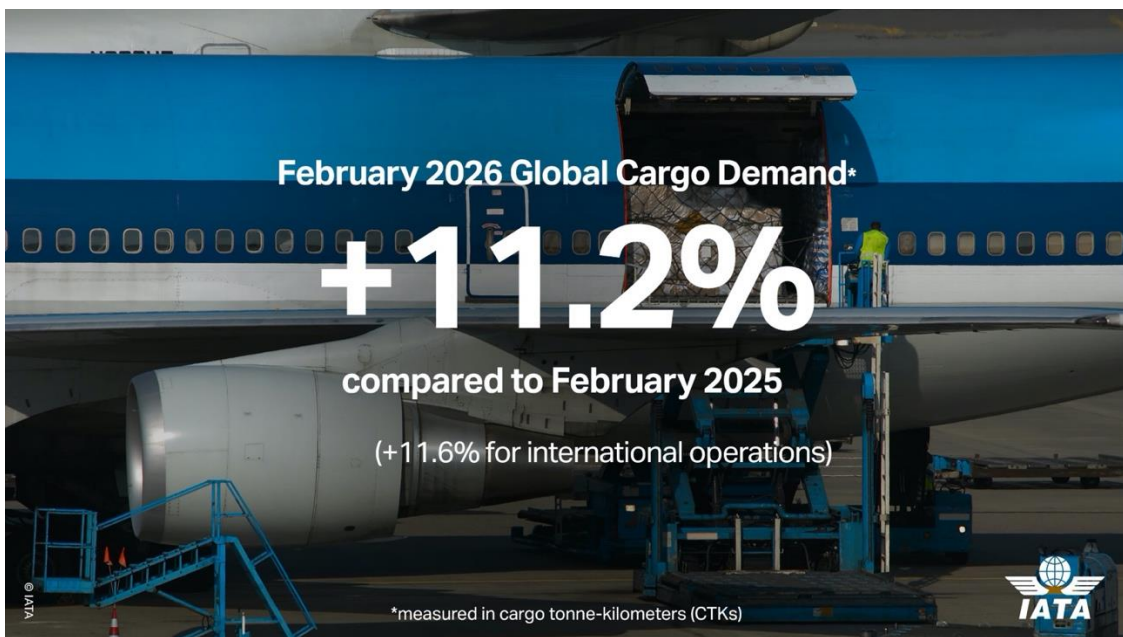 February 2026 Global Cargo Demand*
+11.2%
compared to February 2025
(+11.6% for international operations)
*measured in cargo tonne-kilometers (CTKs)
© IATA
IATA